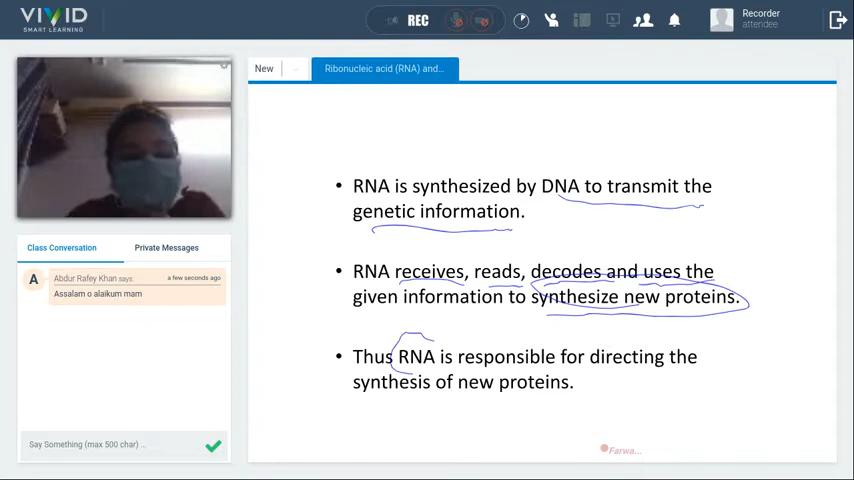 VIVID
SMART LEARNING
REC
Recorder
attendee
New
Ribonucleic acid (RNA) and...
• RNA is synthesized by DNA to transmit the
genetic information.
• RNA receives, reads, decodes and uses the
given information to synthesize new proteins.
• Thus RNA is responsible for directing the
synthesis of new proteins.
Farwa...
Class Conversation
Private Messages
A
Abdur Rafey Khan says:
a few seconds ago
Assalam o alaikum mam
Say Something (max 500 char) ...